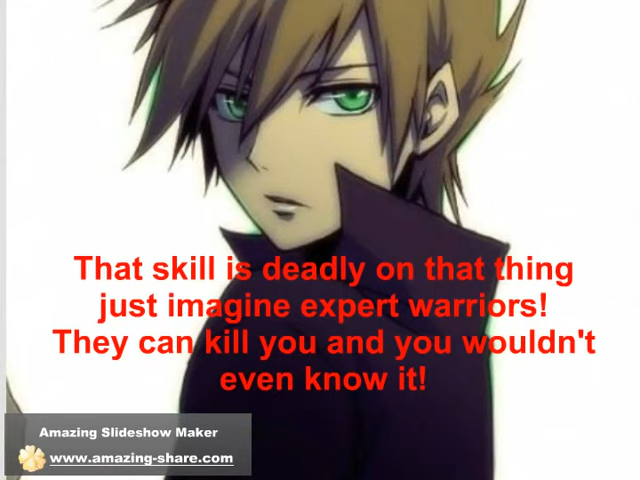 That skill is deadly on that thing
just imagine expert warriors!
They can kill you and you wouldn't
even know it!
Amazing Slideshow Maker
www.amazing-share.com